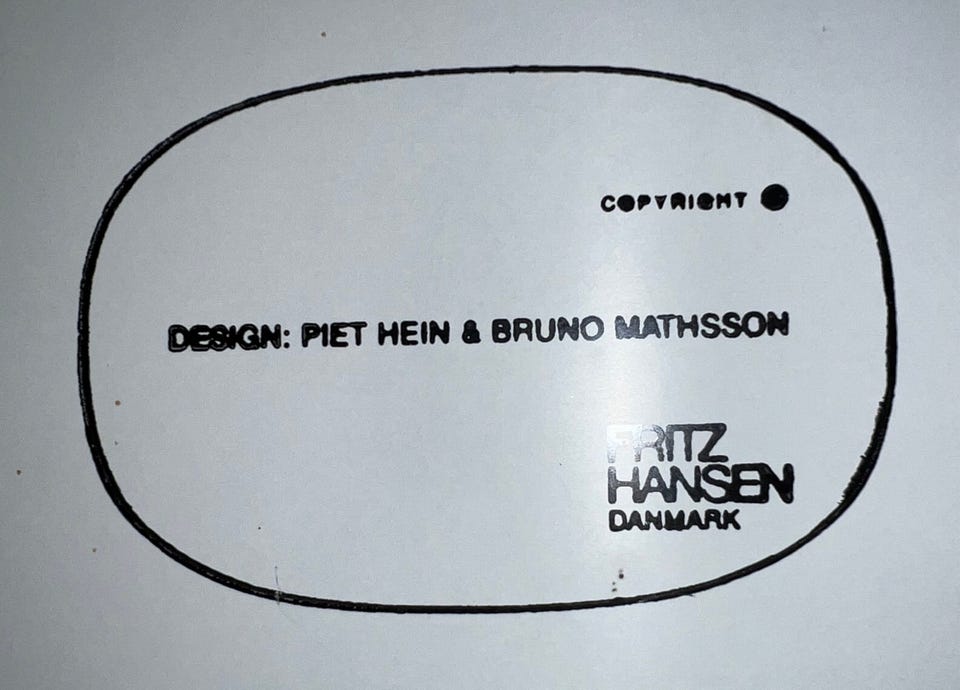 COPYRIGHT
DESIGN: PIET HEIN & BRUNO MATHSSON
FRITZ
HANSEN
DANMARK